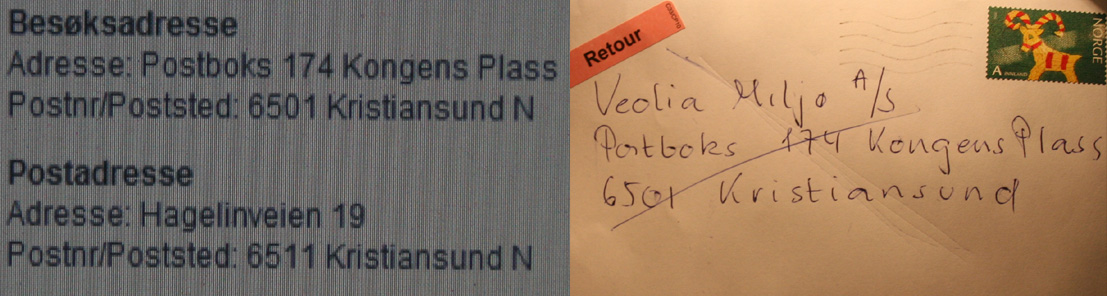 Besøksadresse
Adresse: Postboks 174 Kongens Plass
Postnr/Poststed: 6501 Kristiansund N
Postadresse
Adresse: Hagelinveien 19
Postnr/Poststed: 6511 Kristiansund N
Retour
NORGE
A INNLAND
Veolia Miljø A/S
Postboks 174 Kongens Plass
6501 Kristiansund